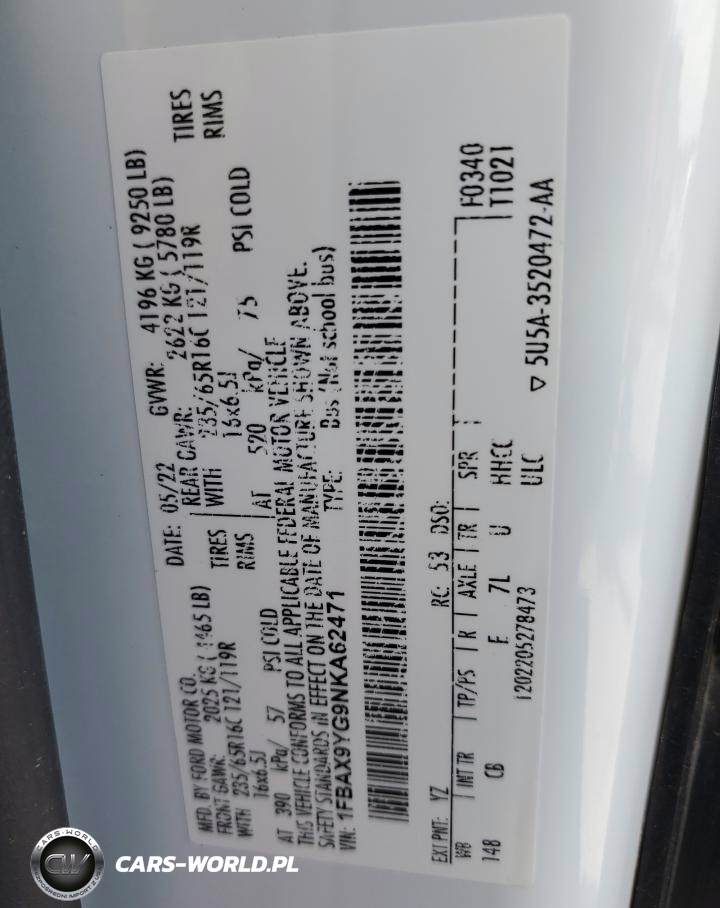 MFD. BY FORD MOTOR CO.
DATE: 05/22 GVWR: 4196 KG ( 9250 LB)
FRONT GAWR: 2025 KG ( 4465 LB) REAR GAWR: 2622 KG ( 5780 LB)
WITH 235/65R16C 121/119R TIRES WITH 235/65R16C 121/119R TIRES
16x6.5J RIMS 16x6.5J RIMS
AT 390 kPa/ 57 PSI COLD AT 520 kPa/ 75 PSI COLD
THIS VEHICLE CONFORMS TO ALL APPLICABLE FEDERAL MOTOR VEHICLE
SAFETY STANDARDS IN EFFECT ON THE DATE OF MANUFACTURE SHOWN ABOVE.
VIN: 1FBAX9YG9NKA62471 TYPE: Bus (Not school bus)
EXT PNT: YZ RC: 53 DSO: F0340
WB INT TR TP/PS R AXLE TR SPR T1021
148 CB E 7L U HHCC
1202205278473 ULC
5U5A-3520472-AA
CARS-WORLD.PL
CARS-WORLD
CW